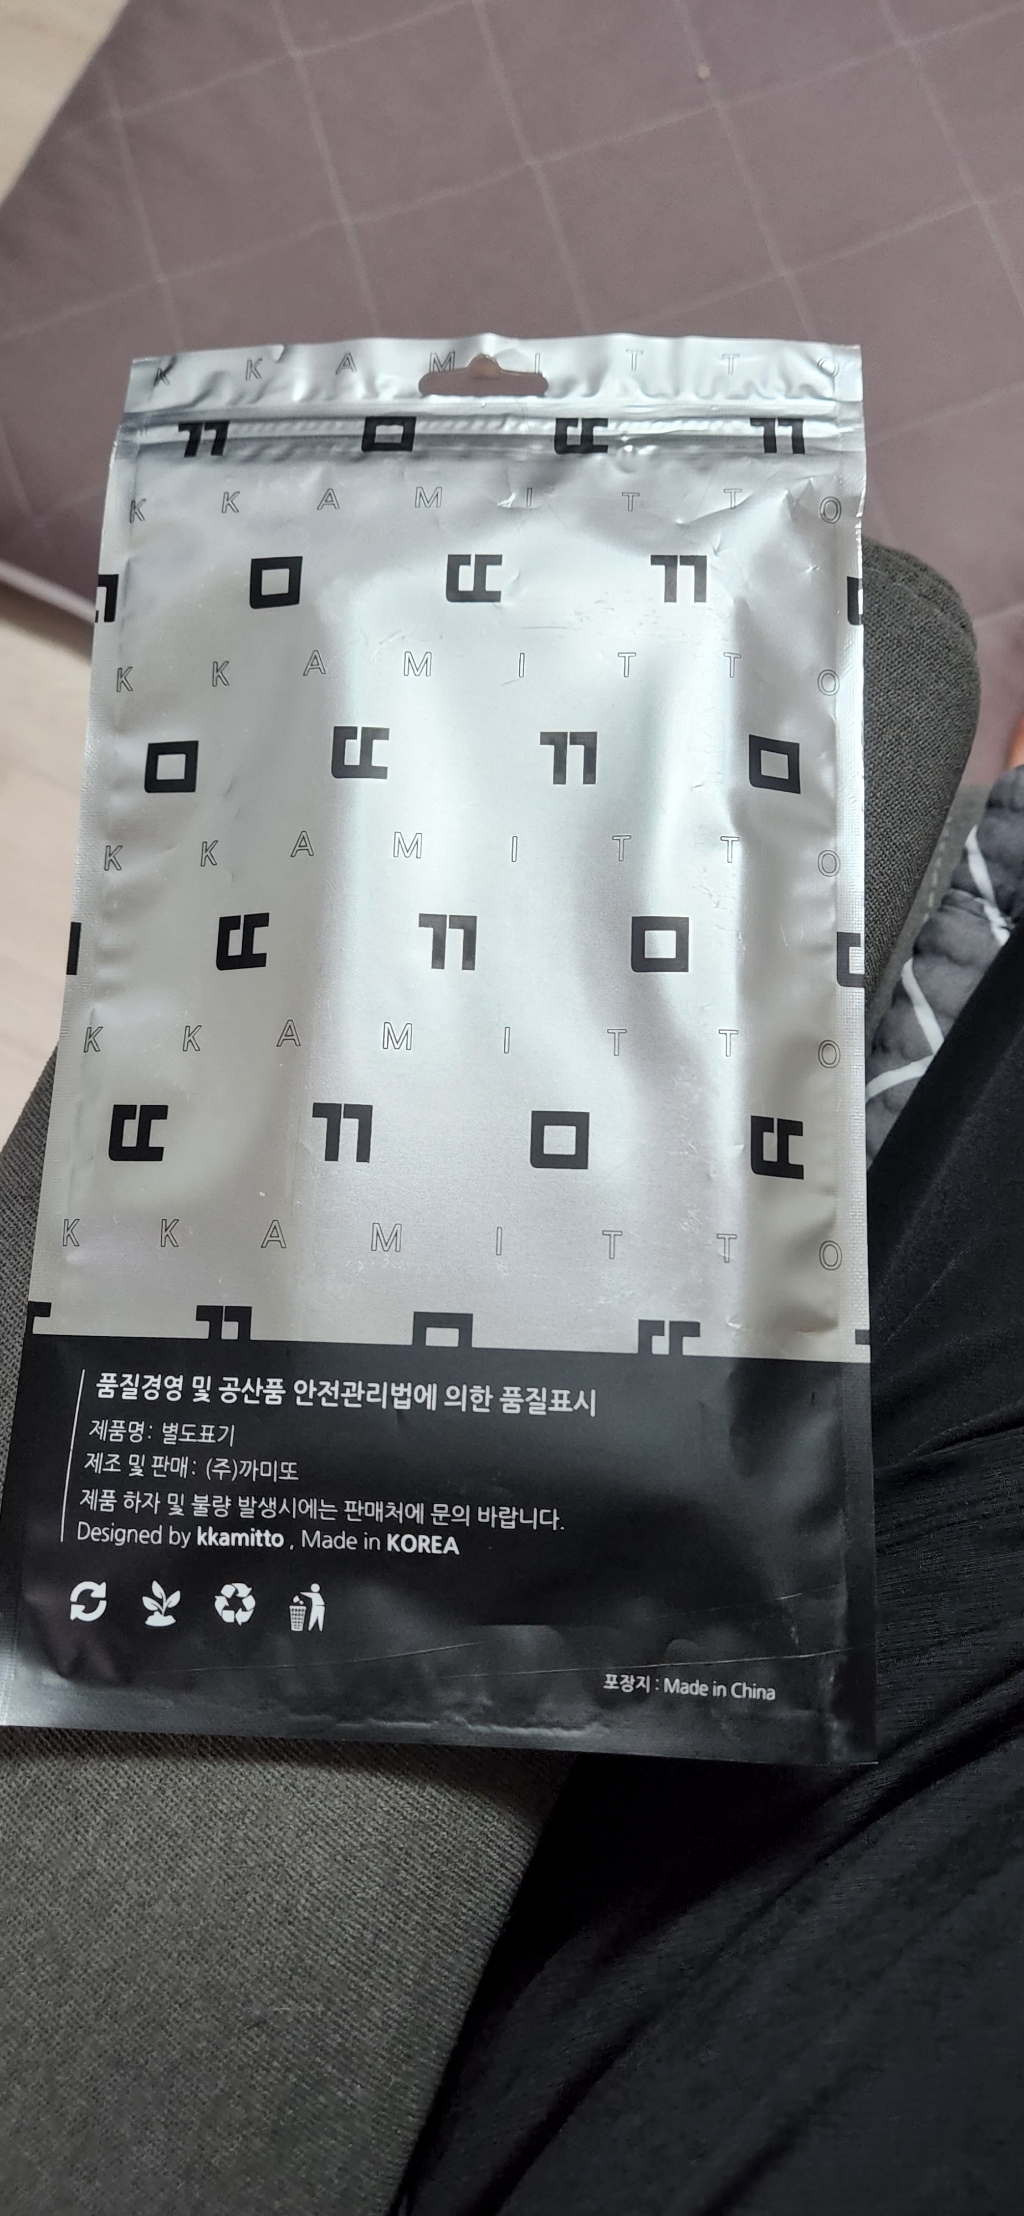 K K A M I T T O
ㄲ ㅁ ㄸ ㄲ
K K A M I T T O
ㅁ ㄸ ㄲ
K K A M I T T O
ㅁ ㄸ ㄲ ㅁ
K K A M I T T O
ㄸ ㄲ ㅁ
K K A M I T T O
ㄸ ㄲ ㅁ ㄸ
K K A M I T T O
ㄲ ㅁ ㄸ
품질경영 및 공산품 안전관리법에 의한 품질표시
제품명: 별도표기
제조 및 판매: (주)까미또
제품 하자 및 불량 발생시에는 판매처에 문의 바랍니다.
Designed by kkamitto , Made in KOREA
포장지 : Made in China